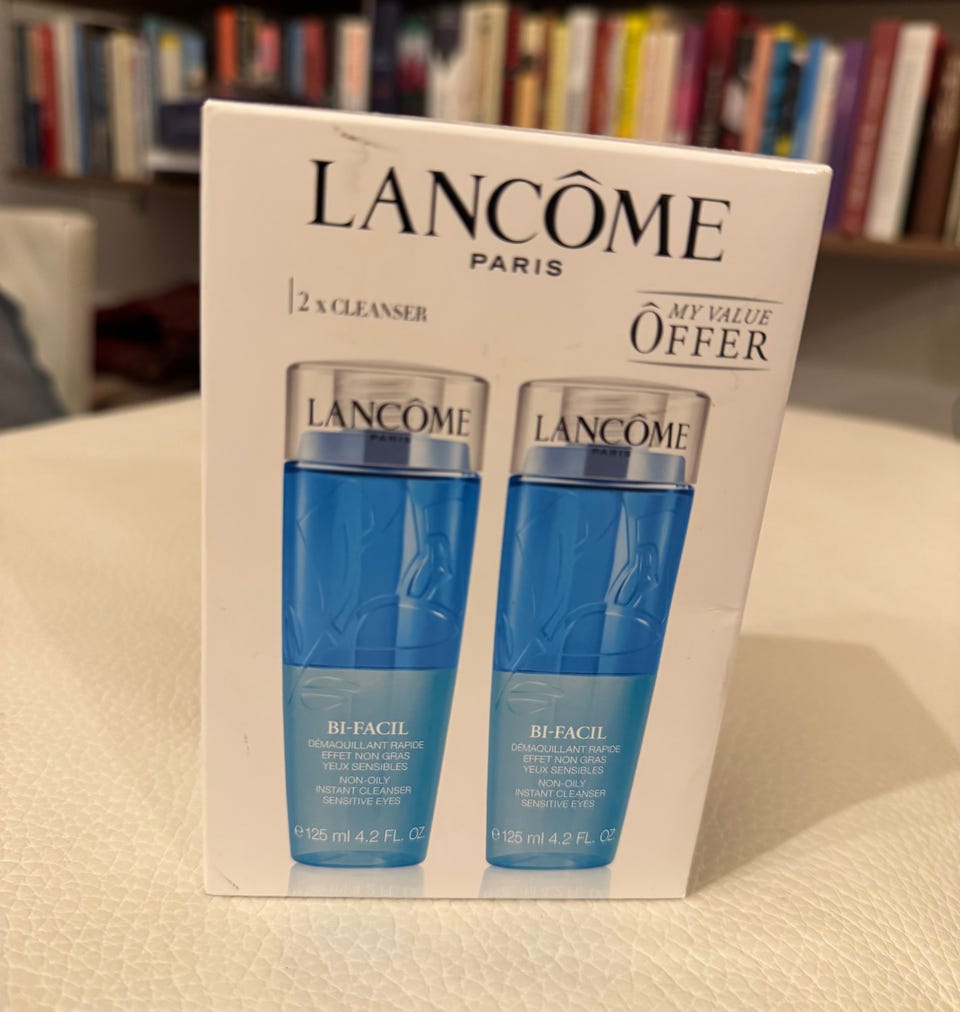 LANCÔME
PARIS
2 x CLEANSER
MY VALUE
ÔFFER
LANCÔME
PARIS
BI-FACIL
DÉMAQUILLANT RAPIDE
EFFET NON GRAS
YEUX SENSIBLES
NON-OILY
INSTANT CLEANSER
SENSITIVE EYES
℮125 ml 4.2 FL. OZ.
LANCÔME
PARIS
BI-FACIL
DÉMAQUILLANT RAPIDE
EFFET NON GRAS
YEUX SENSIBLES
NON-OILY
INSTANT CLEANSER
SENSITIVE EYES
℮125 ml 4.2 FL. OZ.